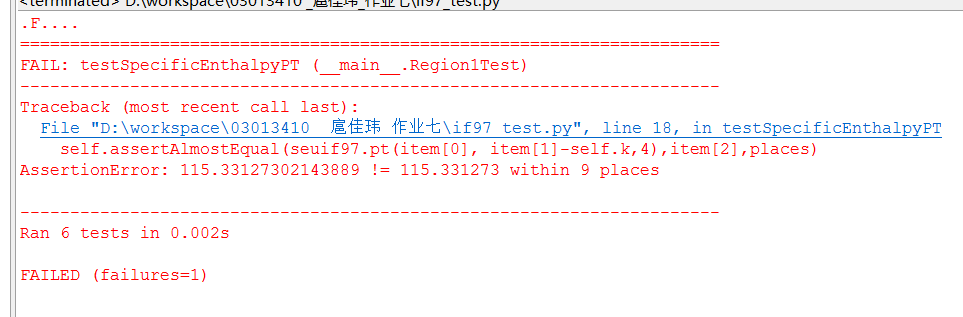 <terminated> D:\workspace\03013410_扈佳玮_作业七\if97_test.py
.F....
======================================================================
FAIL: testSpecificEnthalpyPT (__main__.Region1Test)
----------------------------------------------------------------------
Traceback (most recent call last):
  File "D:\workspace\03013410_扈佳玮_作业七\if97_test.py", line 18, in testSpecificEnthalpyPT
    self.assertAlmostEqual(seuif97.pt(item[0], item[1]-self.k,4),item[2],places)
AssertionError: 115.33127302143889 != 115.331273 within 9 places
----------------------------------------------------------------------
Ran 6 tests in 0.002s
FAILED (failures=1)